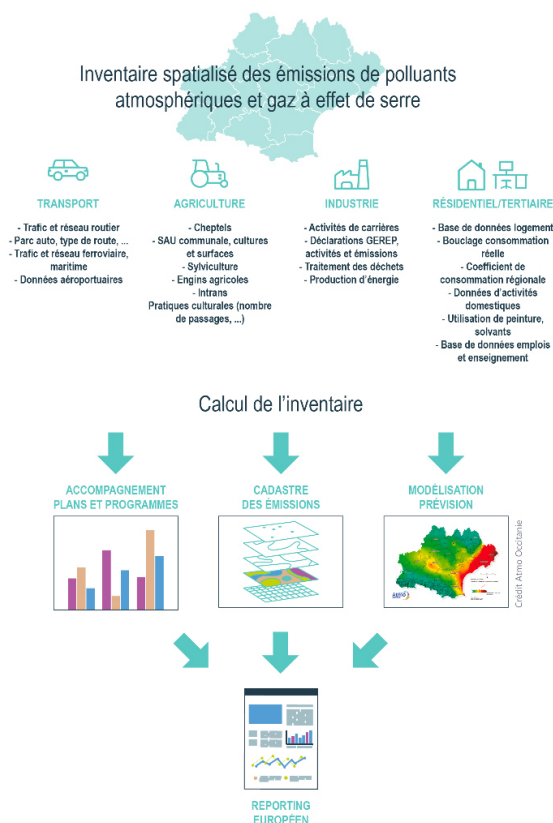 Inventaire spatialisé des émissions de polluants
atmosphériques et gaz à effet de serre
TRANSPORT
- Trafic et réseau routier
- Parc auto, type de route, ...
- Trafic et réseau ferroviaire,
maritime
- Données aéroportuaires
AGRICULTURE
- Cheptels
- SAU communale, cultures
et surfaces
- Sylviculture
- Engins agricoles
- Intrans
Pratiques culturales (nombre
de passages, ...)
INDUSTRIE
- Activités de carrières
- Déclarations GEREP,
activités et émissions
- Traitement des déchets
- Production d'énergie
RÉSIDENTIEL/TERTIAIRE
- Base de données logement
- Bouclage consommation
réelle
- Coefficient de
consommation régionale
- Données d'activités
domestiques
- Utilisation de peinture,
solvants
- Base de données emplois
et enseignement
Calcul de l'inventaire
ACCOMPAGNEMENT
PLANS ET PROGRAMMES
CADASTRE
DES ÉMISSIONS
MODÉLISATION
PRÉVISION
Crédit Atmo Occitanie
REPORTING
EUROPÉEN